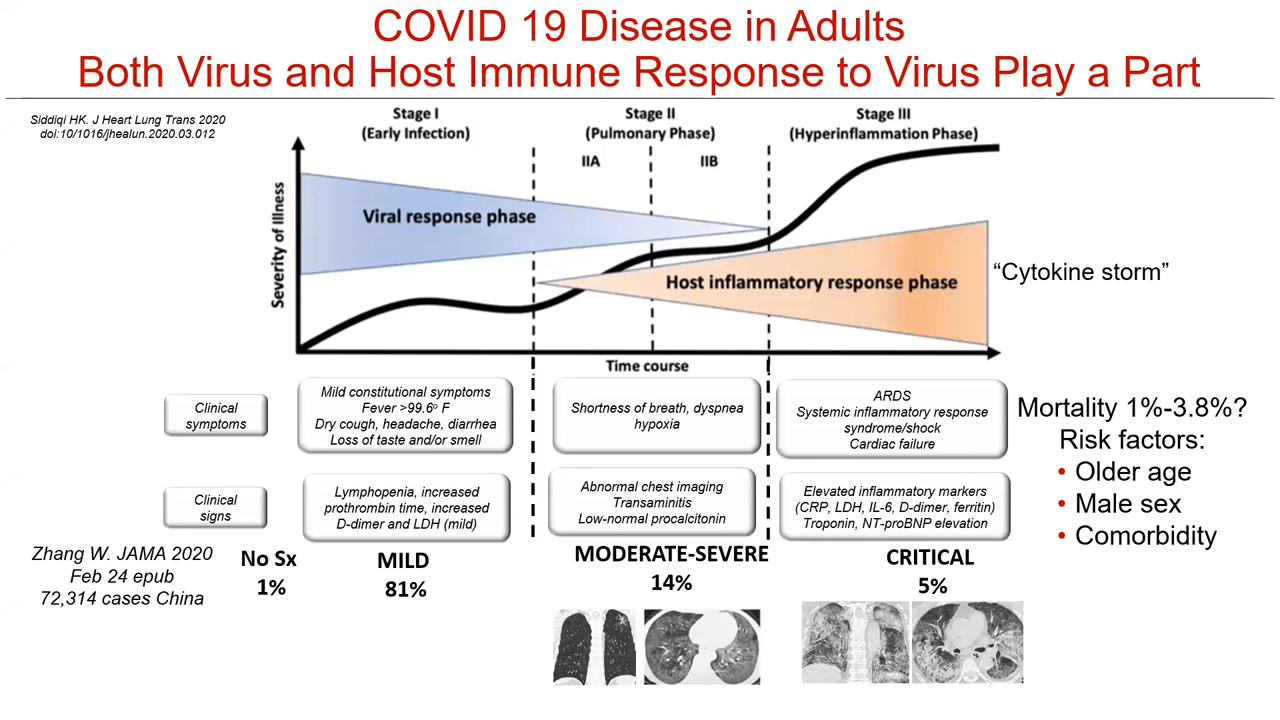 COVID 19 Disease in Adults
Both Virus and Host Immune Response to Virus Play a Part
Siddiqi HK. J Heart Lung Trans 2020
doi:10/1016/jhealun.2020.03.012
Stage I
(Early Infection)
Stage II
(Pulmonary Phase)
Stage III
(Hyperinflammation Phase)
IIA
IIB
Severity of Illness
Viral response phase
Host inflammatory response phase
"Cytokine storm"
Time course
Clinical
symptoms
Mild constitutional symptoms
Fever >99.6° F
Dry cough, headache, diarrhea
Loss of taste and/or smell
Shortness of breath, dyspnea
hypoxia
ARDS
Systemic inflammatory response
syndrome/shock
Cardiac failure
Clinical
signs
Lymphopenia, increased
prothrombin time, increased
D-dimer and LDH (mild)
Abnormal chest imaging
Transaminitis
Low-normal procalcitonin
Elevated inflammatory markers
(CRP, LDH, IL-6, D-dimer, ferritin)
Troponin, NT-proBNP elevation
Mortality 1%-3.8%?
Risk factors:
• Older age
• Male sex
• Comorbidity
Zhang W. JAMA 2020
Feb 24 epub
72,314 cases China
No Sx
1%
MILD
81%
MODERATE-SEVERE
14%
CRITICAL
5%